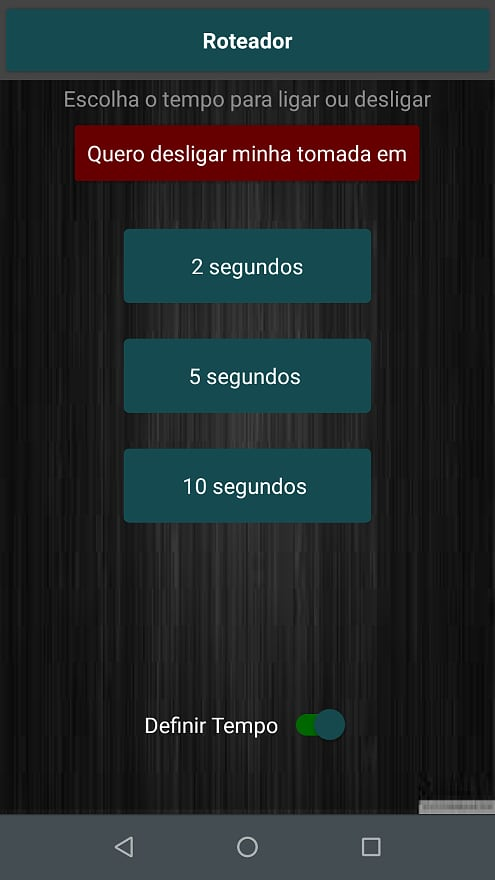 Roteador
Escolha o tempo para ligar ou desligar
Quero desligar minha tomada em
2 segundos
5 segundos
10 segundos
Definir Tempo